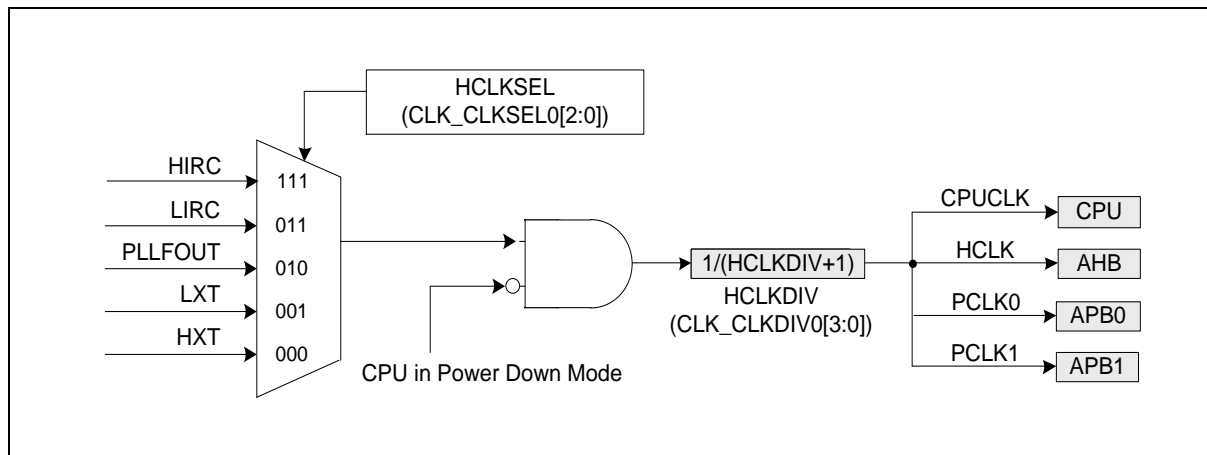 HCLKSEL
(CLK_CLKSEL0[2:0])
HIRC
111
LIRC
011
PLLFOUT
010
LXT
001
HXT
000
CPU in Power Down Mode
1/(HCLKDIV+1)
HCLKDIV
(CLK_CLKDIV0[3:0])
CPUCLK
CPU
HCLK
AHB
PCLK0
APB0
PCLK1
APB1